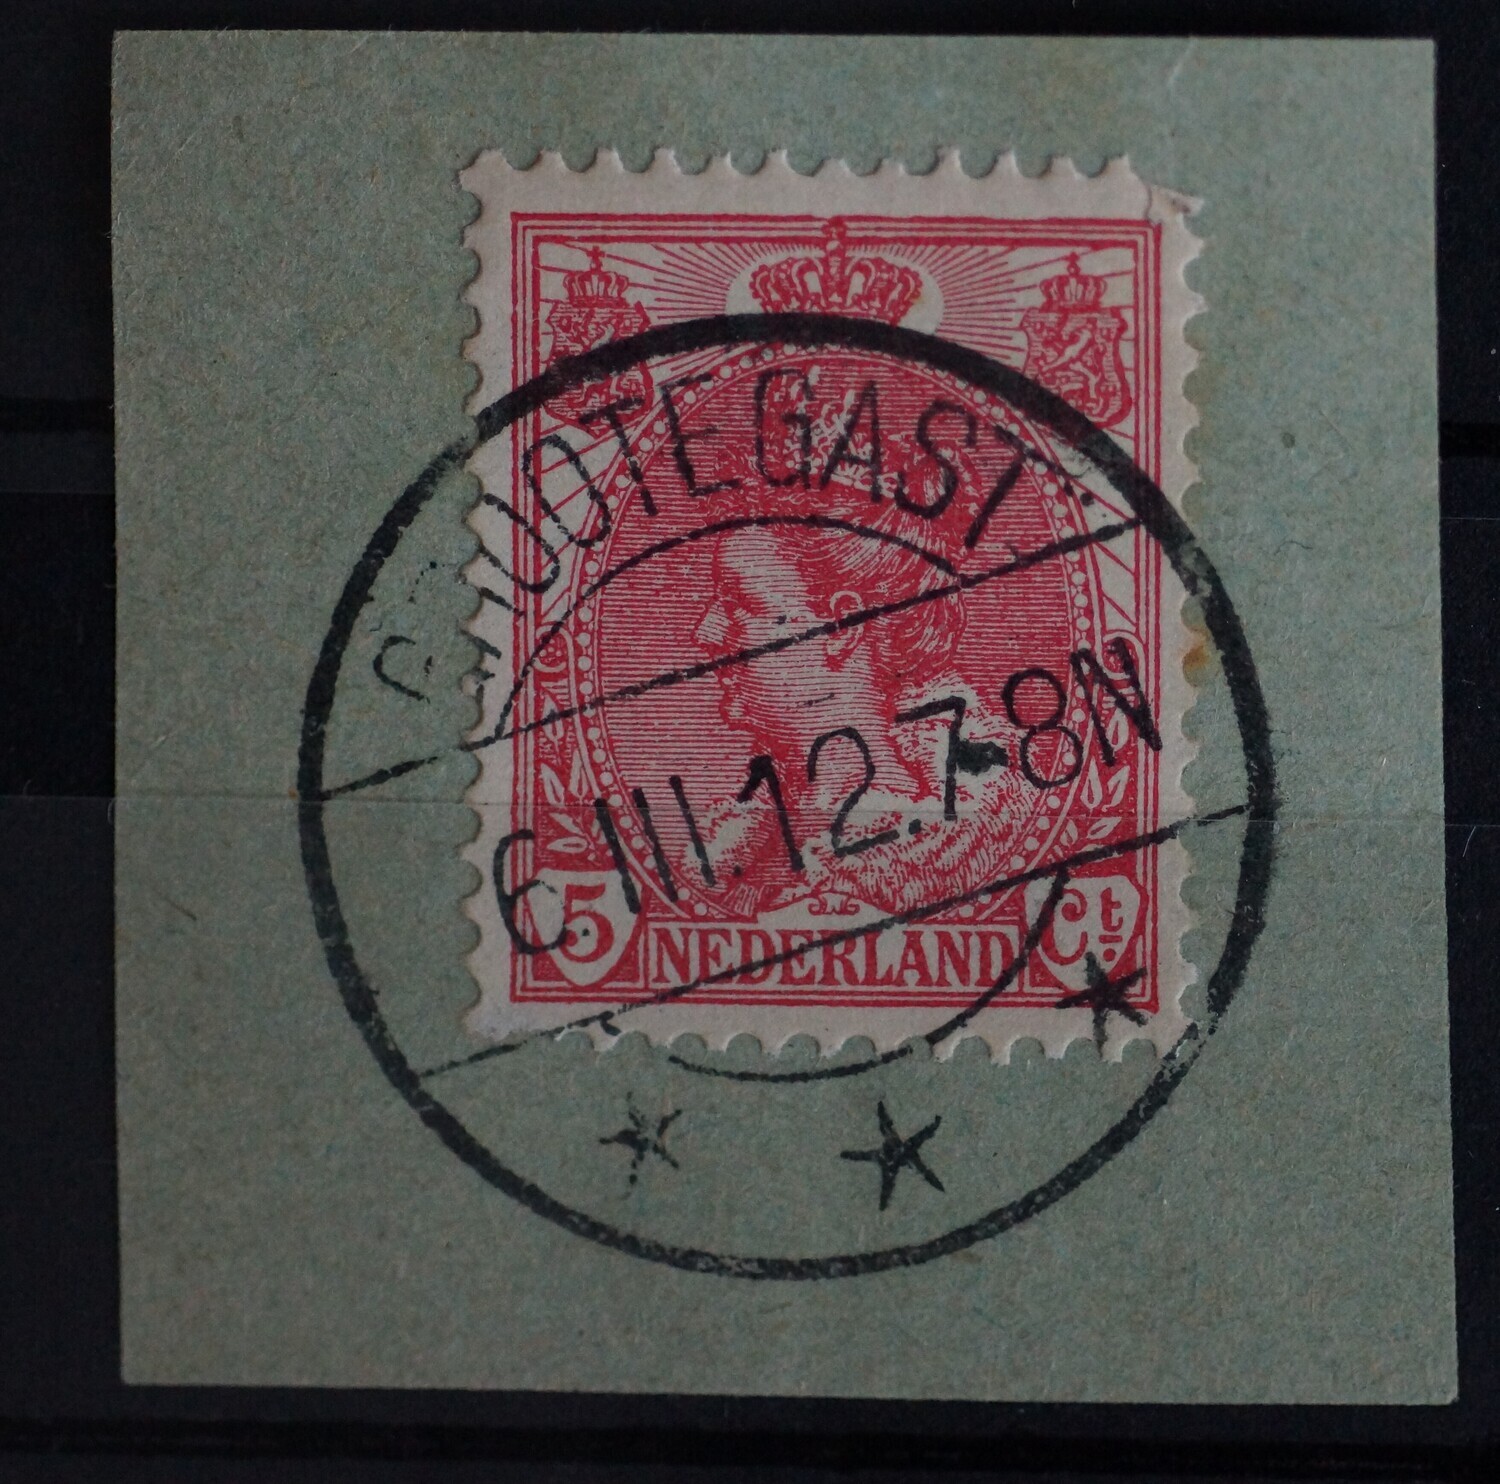 GROOTEGAST
6.III.12.7-8N
5 NEDERLAND Ct.